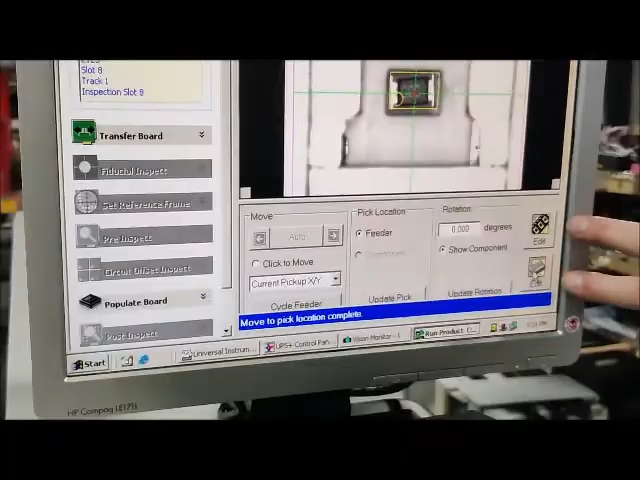 Slot 8
Track 1
Inspection Slot 8
Transfer Board
Fiducial Inspect
Set Reference Frame
Pre Inspect
Circuit Offset Inspect
Populate Board
Post Inspect
Move
Auto
Click to Move
Current Pickup X/Y
Cycle Feeder
Pick Location
Feeder
Update Pick
Rotation
0.000 degrees
Show Component
Update Rotation
Edit
Move to pick location complete.
Start
Universal Instrum...
UPS+ Control Pan...
Vision Monitor - 1
Run Product C...
HP Compaq